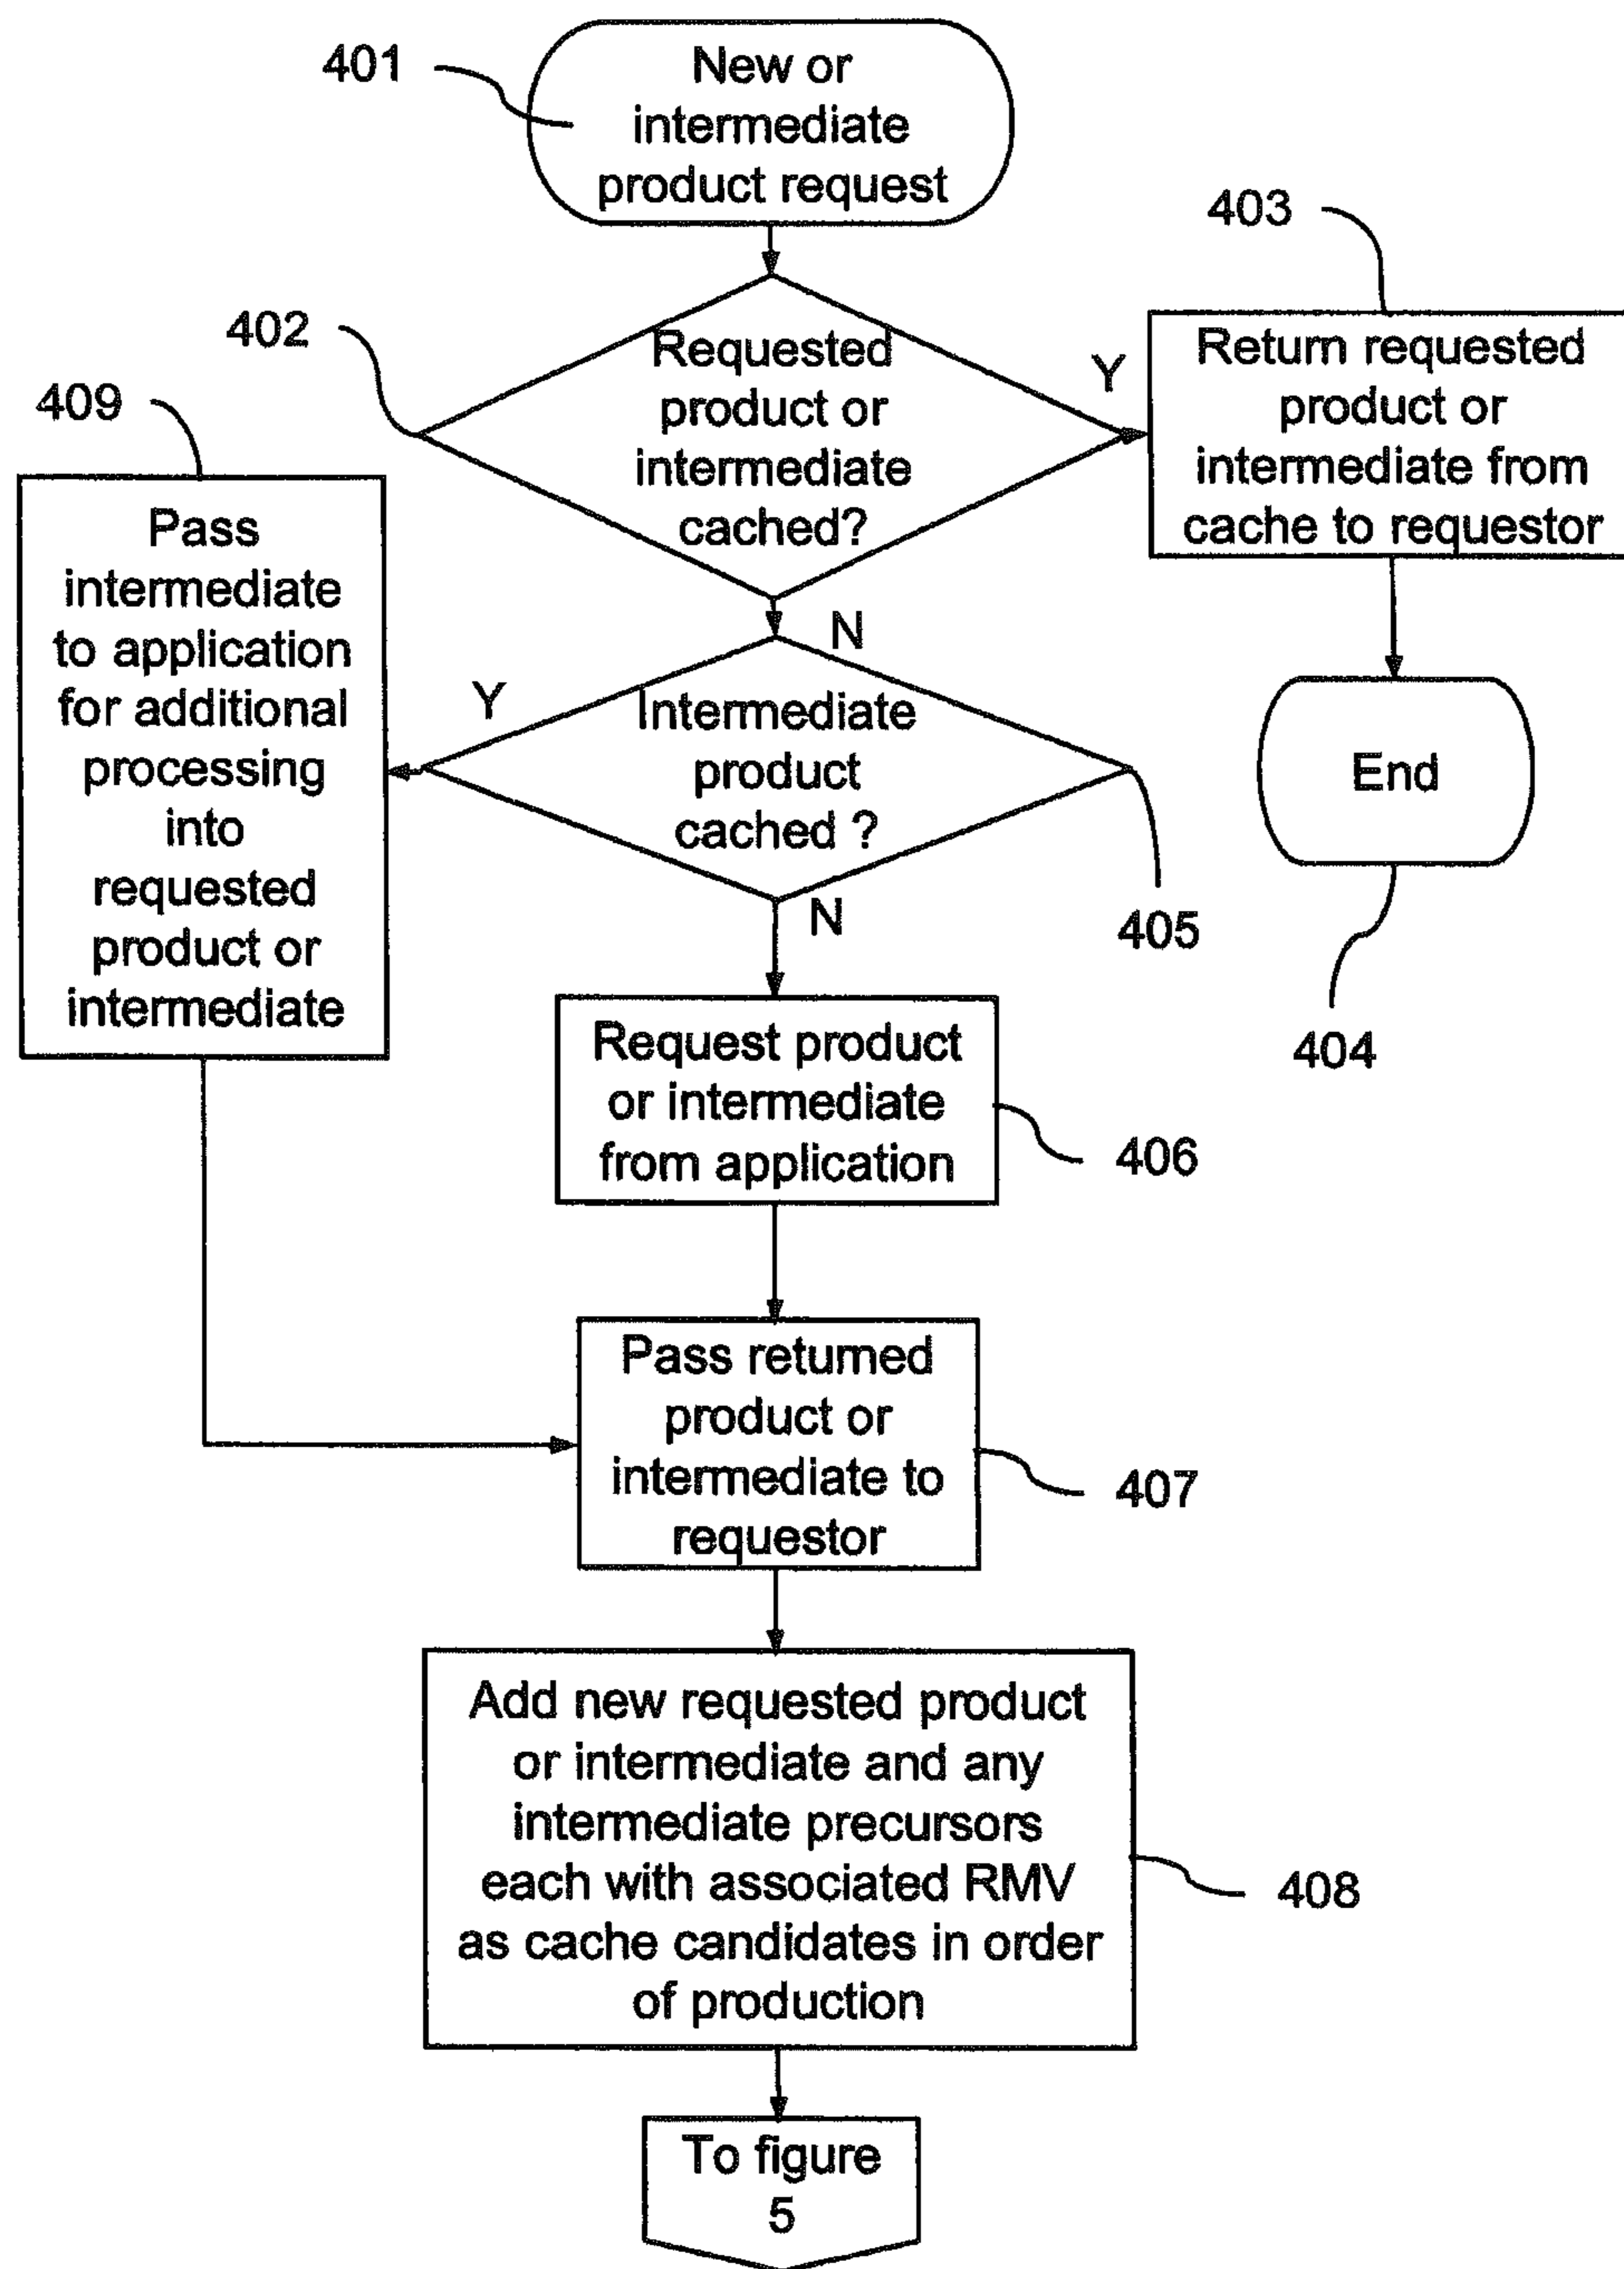 401
New or
intermediate
product request
403
402
Requested
product or
intermediate
cached?
Y
Return requested
product or
intermediate from
cache to requestor
409
Pass
intermediate
to application
for additional
processing
into
requested
product or
intermediate
N
Y
Intermediate
product
cached ?
End
N
405
404
Request product
or intermediate
from application
406
Pass returned
product or
intermediate to
requestor
407
Add new requested product
or intermediate and any
intermediate precursors
each with associated RMV
as cache candidates in order
of production
408
To figure
5